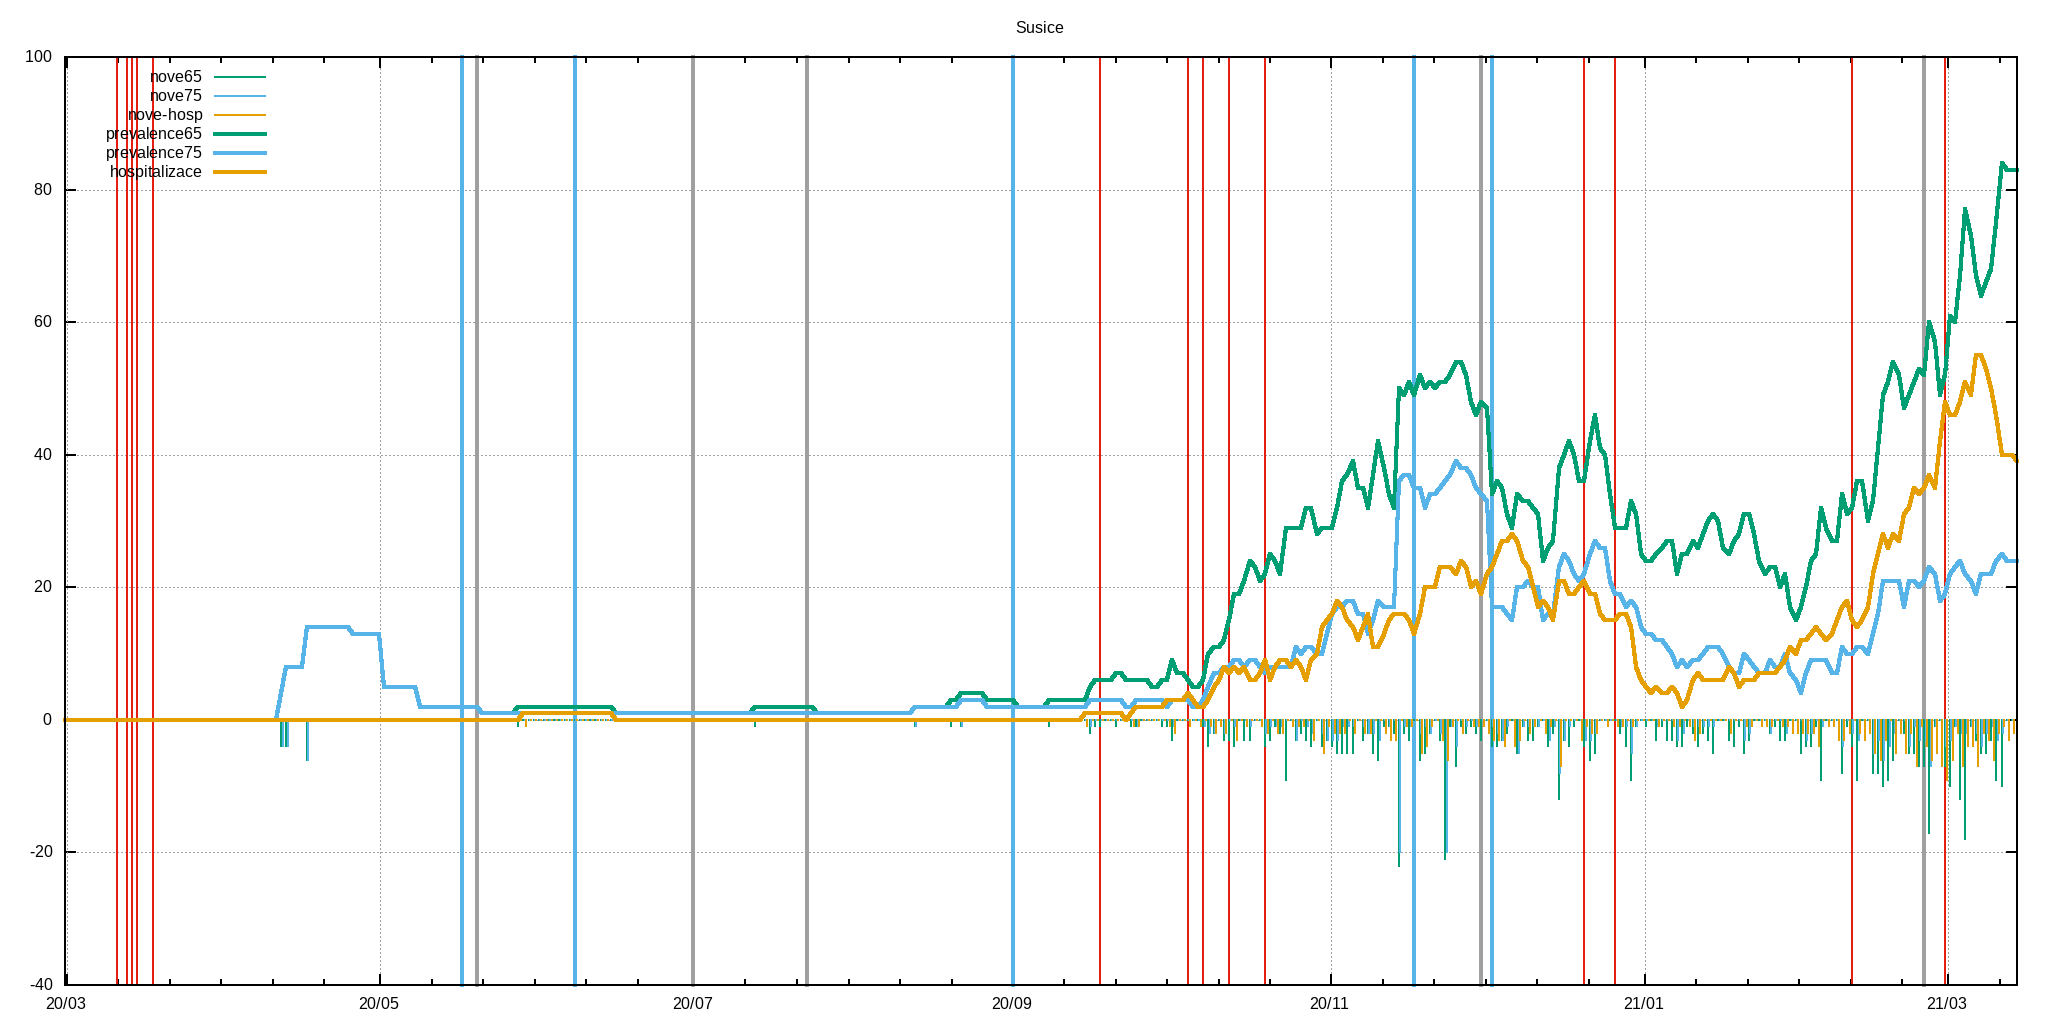 Susice
100
80
60
40
20
0
-20
-40
nove65
nove75
nove-hosp
prevalence65
prevalence75
hospitalizace
20/03 20/05 20/07 20/09 20/11 21/01 21/03